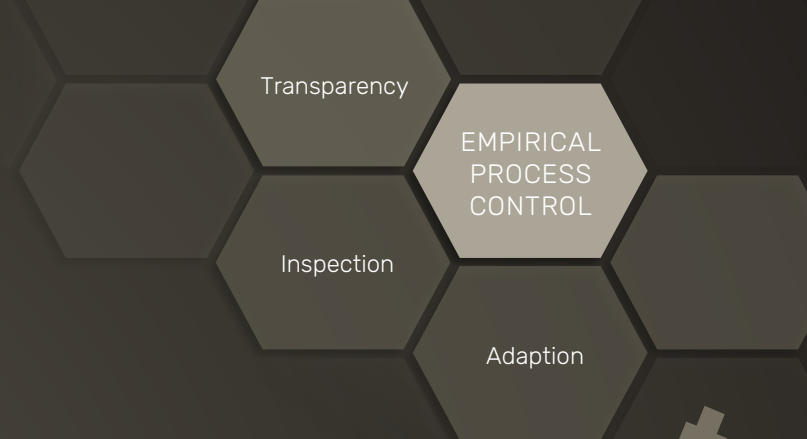 Transparency
EMPIRICAL
PROCESS
CONTROL
Inspection
Adaption